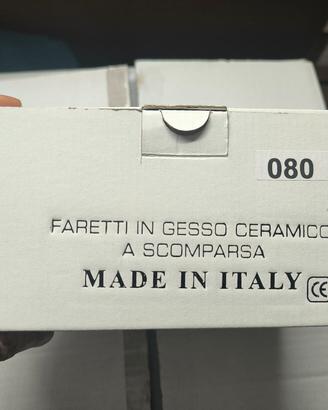 080
FARETTI IN GESSO CERAMICO
A SCOMPARSA
MADE IN ITALY CE